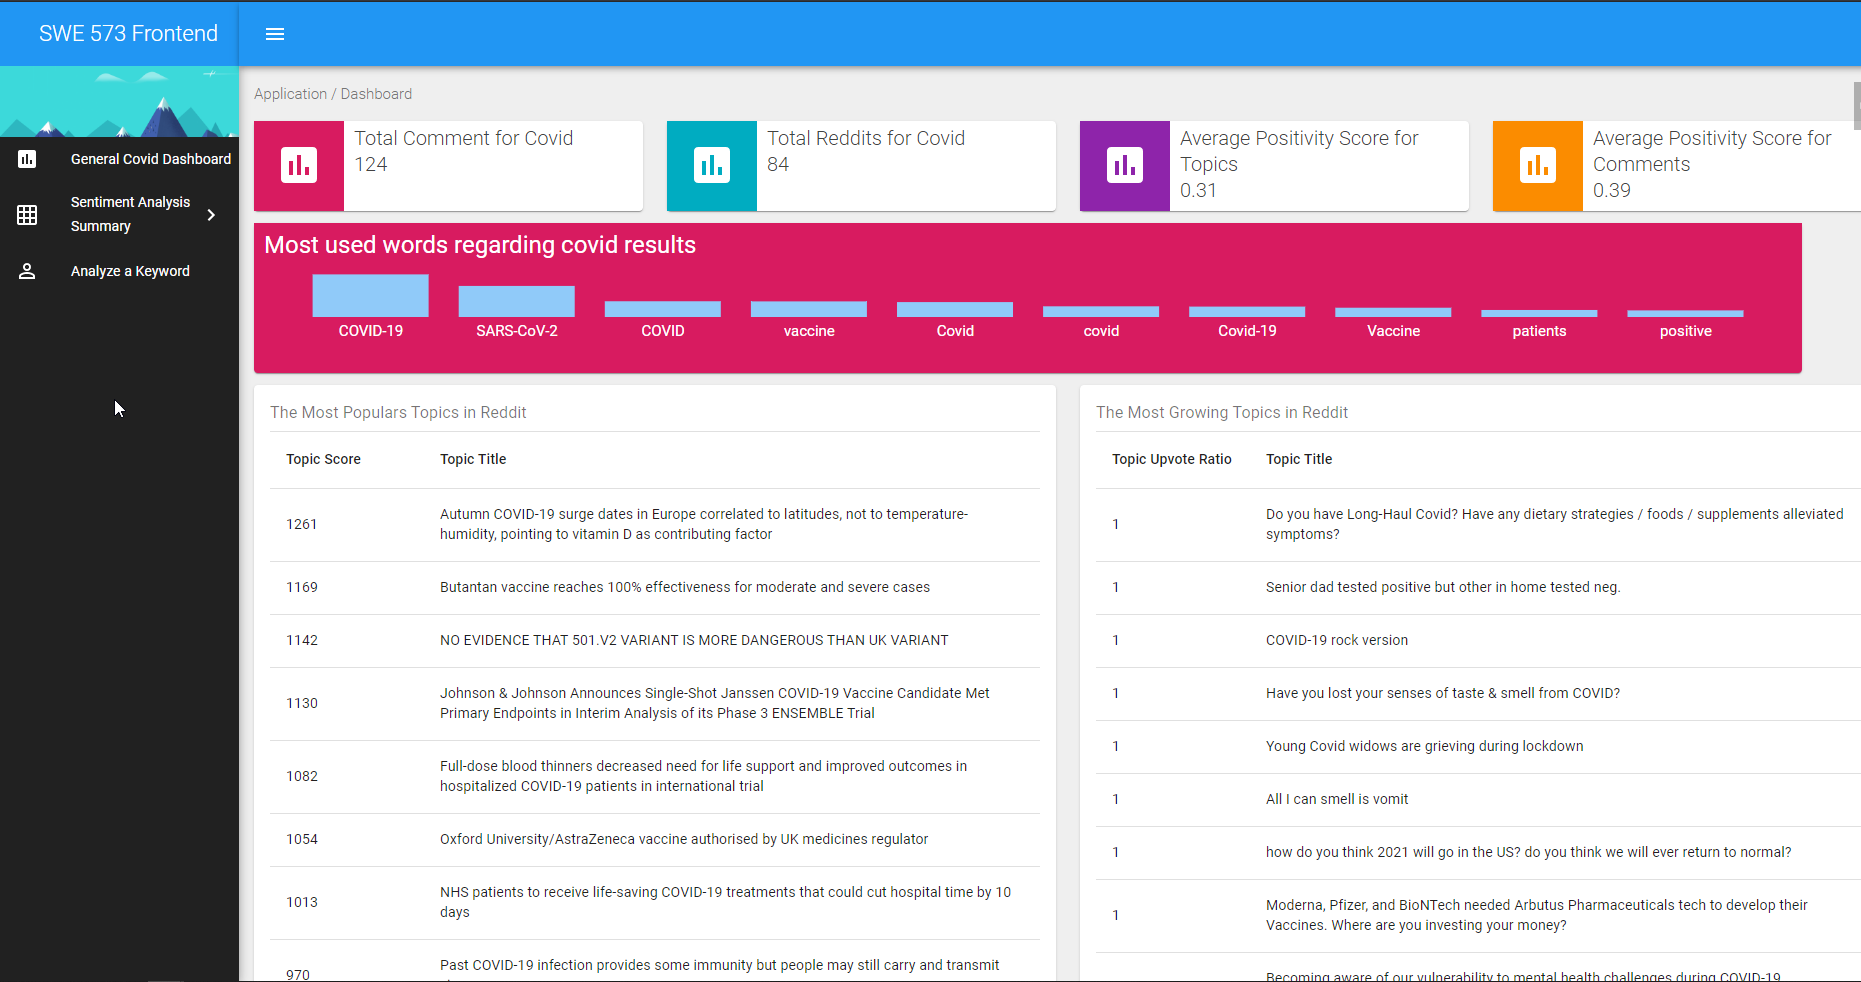 SWE 573 Frontend
General Covid Dashboard
Sentiment Analysis
Summary
Analyze a Keyword
Application / Dashboard
Total Comment for Covid
124
Total Reddits for Covid
84
Average Positivity Score for
Topics
0.31
Average Positivity Score for
Comments
0.39
Most used words regarding covid results
COVID-19 SARS-CoV-2 COVID vaccine Covid covid Covid-19 Vaccine patients positive
The Most Populars Topics in Reddit
Topic Score Topic Title
1261
Autumn COVID-19 surge dates in Europe correlated to latitudes, not to temperature-
humidity, pointing to vitamin D as contributing factor
1169 Butantan vaccine reaches 100% effectiveness for moderate and severe cases
1142 NO EVIDENCE THAT 501.V2 VARIANT IS MORE DANGEROUS THAN UK VARIANT
1130
Johnson & Johnson Announces Single-Shot Janssen COVID-19 Vaccine Candidate Met
Primary Endpoints in Interim Analysis of its Phase 3 ENSEMBLE Trial
1082
Full-dose blood thinners decreased need for life support and improved outcomes in
hospitalized COVID-19 patients in international trial
1054 Oxford University/AstraZeneca vaccine authorised by UK medicines regulator
1013
NHS patients to receive life-saving COVID-19 treatments that could cut hospital time by 10
days
970
Past COVID-19 infection provides some immunity but people may still carry and transmit
The Most Growing Topics in Reddit
Topic Upvote Ratio Topic Title
1
Do you have Long-Haul Covid? Have any dietary strategies / foods / supplements alleviated
symptoms?
1 Senior dad tested positive but other in home tested neg.
1 COVID-19 rock version
1 Have you lost your senses of taste & smell from COVID?
1 Young Covid widows are grieving during lockdown
1 All I can smell is vomit
1 how do you think 2021 will go in the US? do you think we will ever return to normal?
1
Moderna, Pfizer, and BioNTech needed Arbutus Pharmaceuticals tech to develop their
Vaccines. Where are you investing your money?
Becoming aware of our vulnerability to mental health challenges during COVID-19